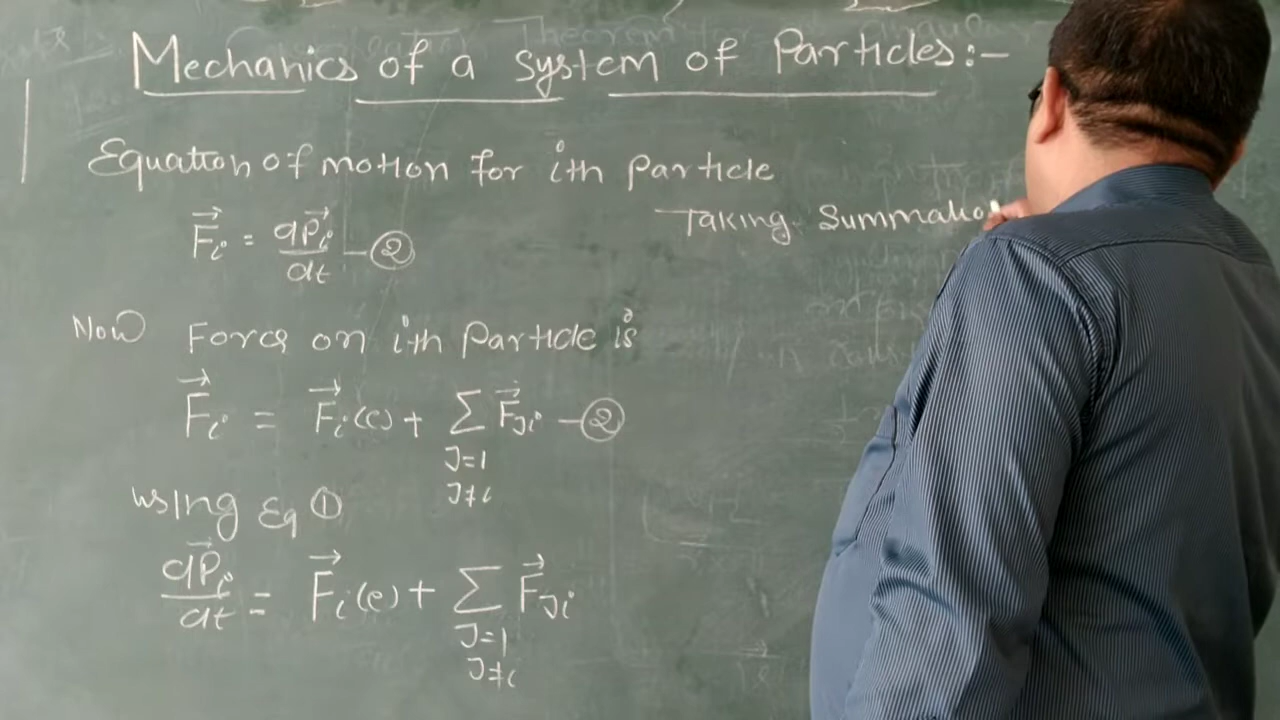 Mechanics of a System of Particles:-
Equation of motion for ith Particle
F⃗i = dP⃗i/dt —②
Now Force on ith Particle is
F⃗i = F⃗i(e) + Σ F⃗Ji —②
J=1
J≠i
using Eq ①
dP⃗i/dt = F⃗i(e) + Σ F⃗Ji
J=1
J≠i
Taking Summation